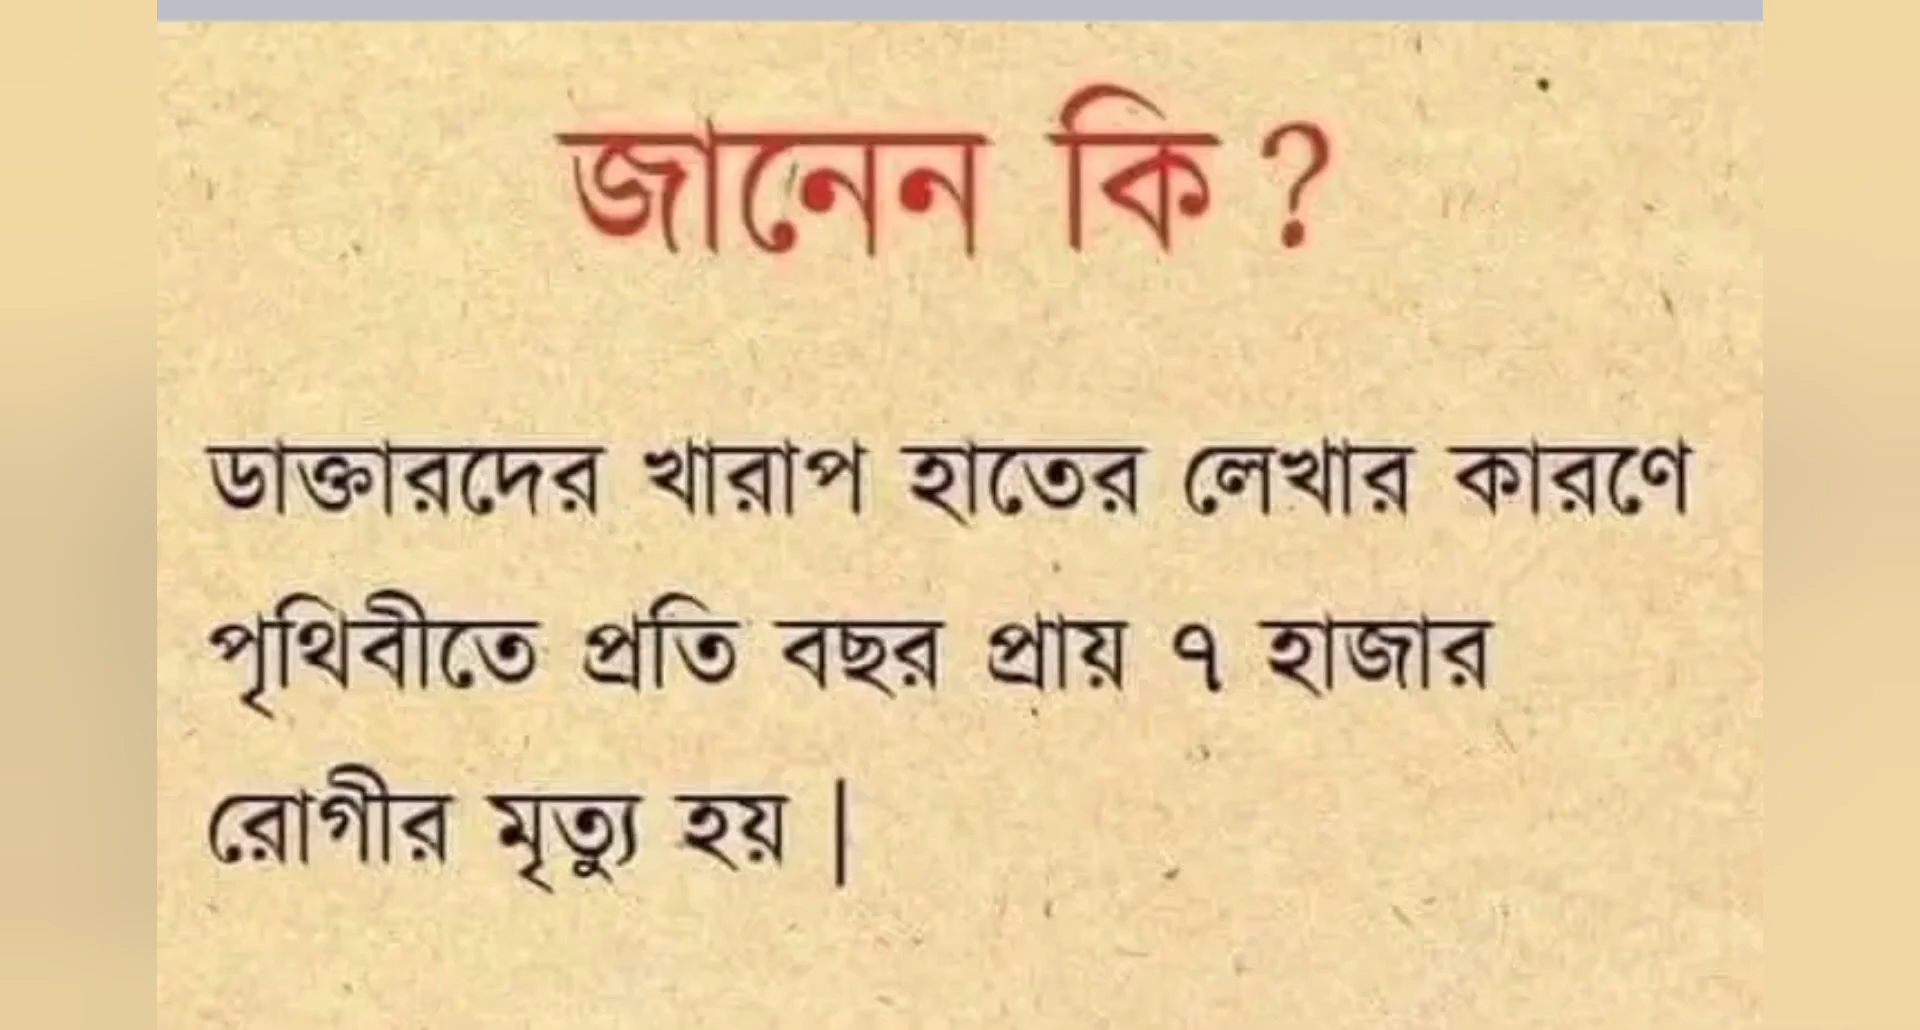 জানেন কি ?
ডাক্তারদের খারাপ হাতের লেখার কারণে
পৃথিবীতে প্রতি বছর প্রায় ৭ হাজার
রোগীর মৃত্যু হয় |